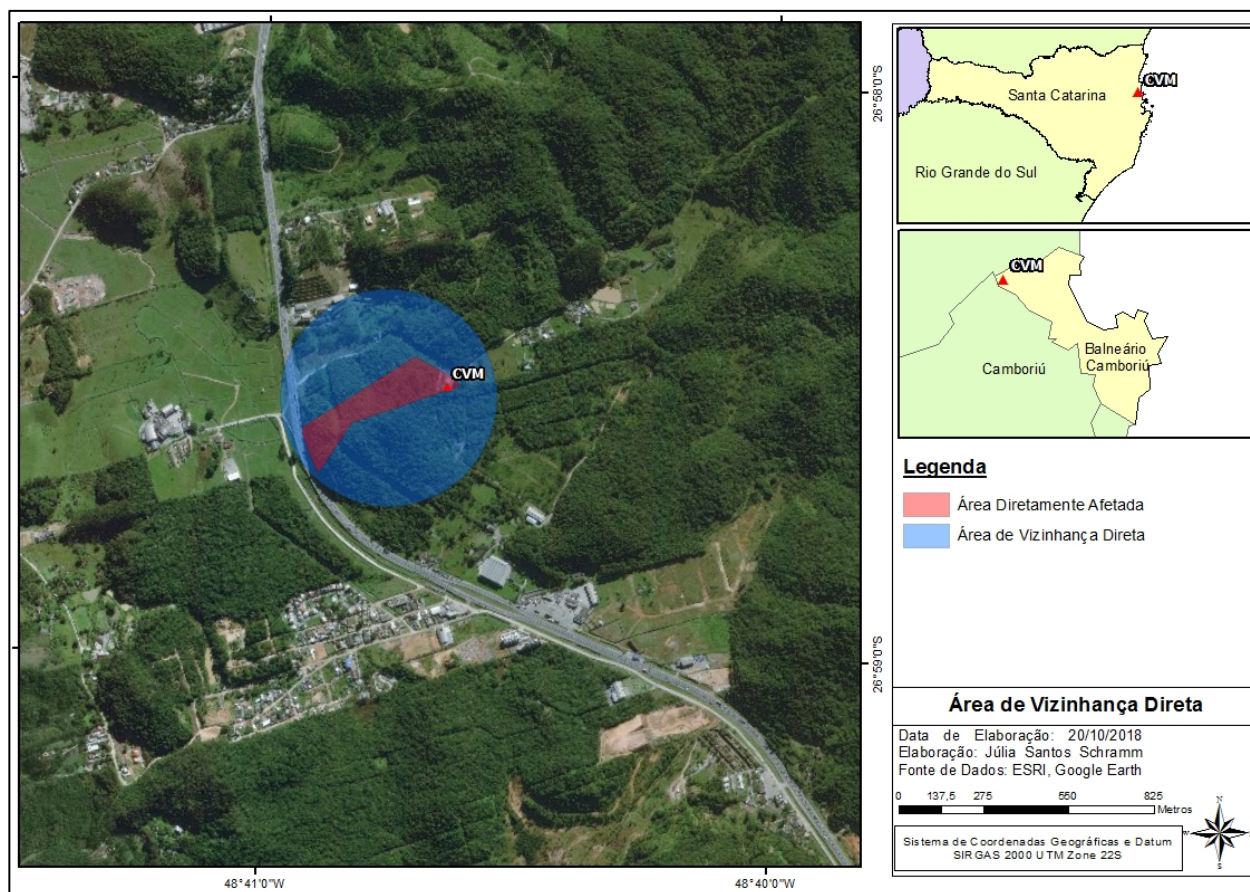 CVM
48°41'0"W
48°40'0"W
26°58'0"S
26°59'0"S
CVM
Santa Catarina
Rio Grande do Sul
CVM
Balneário
Camboriú
Camboriú
Legenda
Área Diretamente Afetada
Área de Vizinhança Direta
Área de Vizinhança Direta
Data de Elaboração: 20/10/2018
Elaboração: Júlia Santos Schramm
Fonte de Dados: ESRI, Google Earth
0 137,5 275 550 825
Metros
N
W
S
Sistema de Coordenadas Geográficas e Datum
SIRGAS 2000 UTM Zone 22S